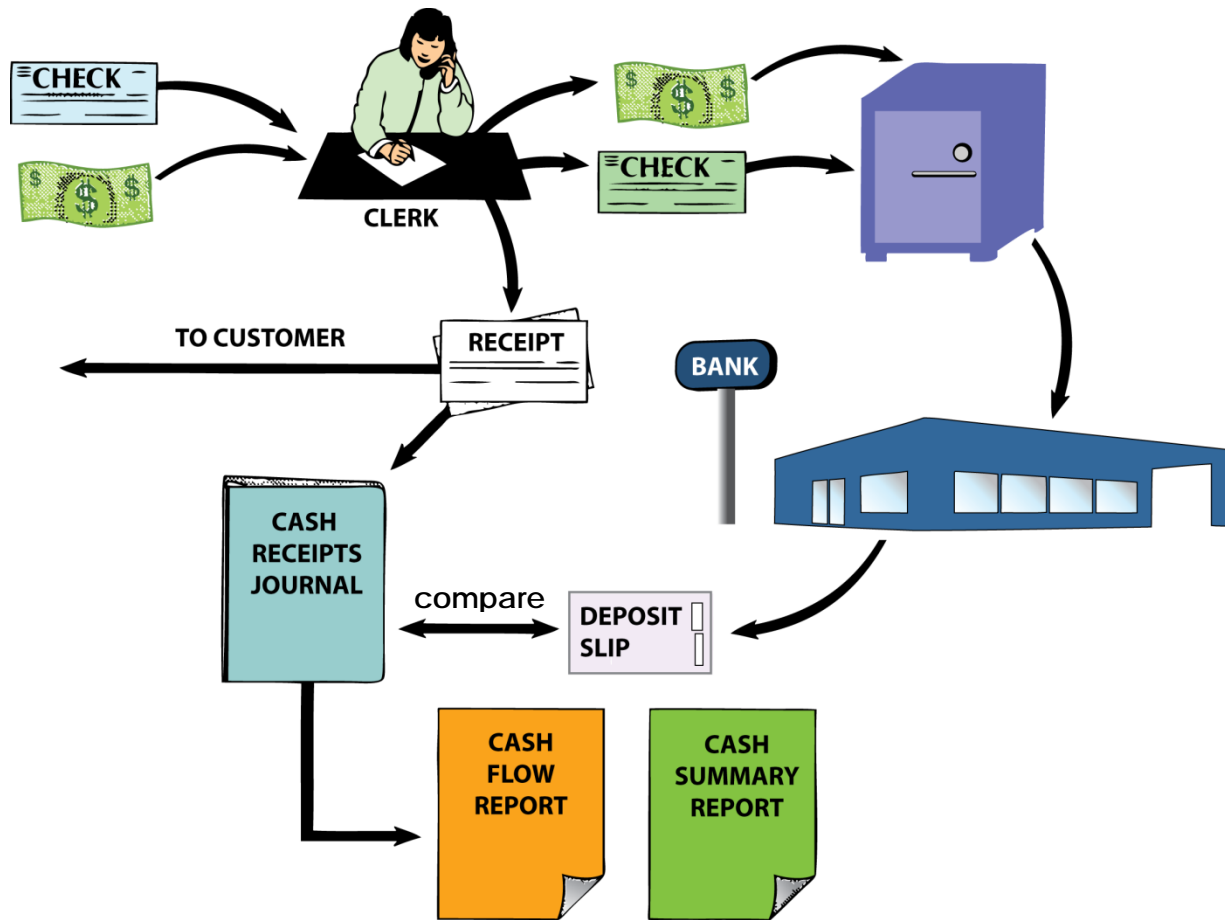 CHECK
$ $ $
CLERK
$ $ $
CHECK
TO CUSTOMER
RECEIPT
BANK
CASH
RECEIPTS
JOURNAL
compare
DEPOSIT
SLIP
CASH
FLOW
REPORT
CASH
SUMMARY
REPORT